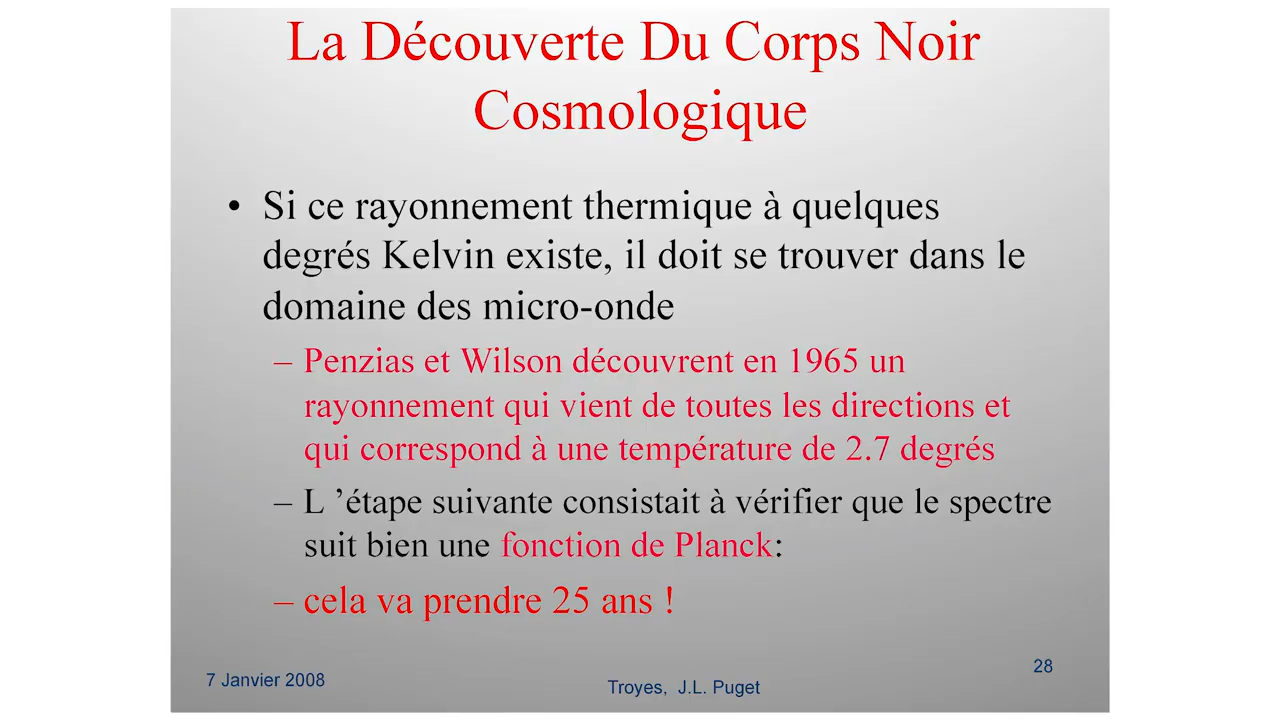 La Découverte Du Corps Noir
Cosmologique
• Si ce rayonnement thermique à quelques
degrés Kelvin existe, il doit se trouver dans le
domaine des micro-onde
– Penzias et Wilson découvrent en 1965 un
rayonnement qui vient de toutes les directions et
qui correspond à une température de 2.7 degrés
– L ’étape suivante consistait à vérifier que le spectre
suit bien une fonction de Planck:
– cela va prendre 25 ans !
7 Janvier 2008
Troyes, J.L. Puget
28